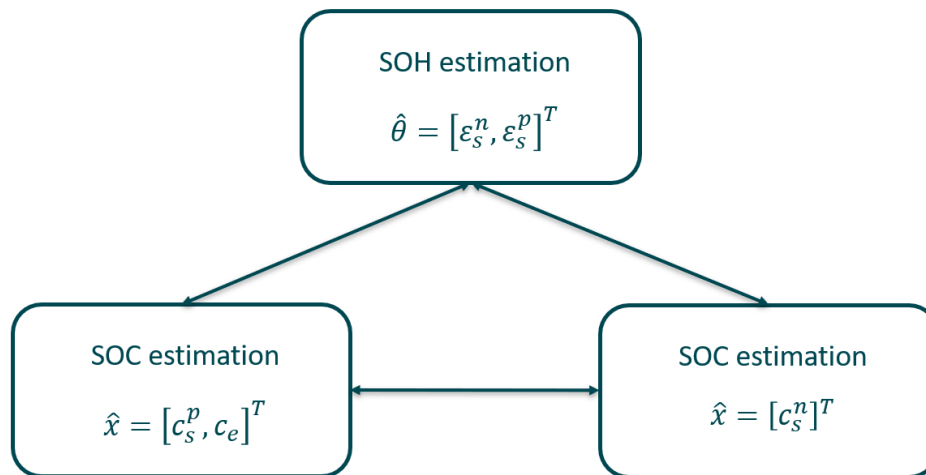 SOH estimation
θ̂ = [ε_s^n, ε_s^p]^T
SOC estimation
x̂ = [c_s^p, c_e]^T
SOC estimation
x̂ = [c_s^n]^T